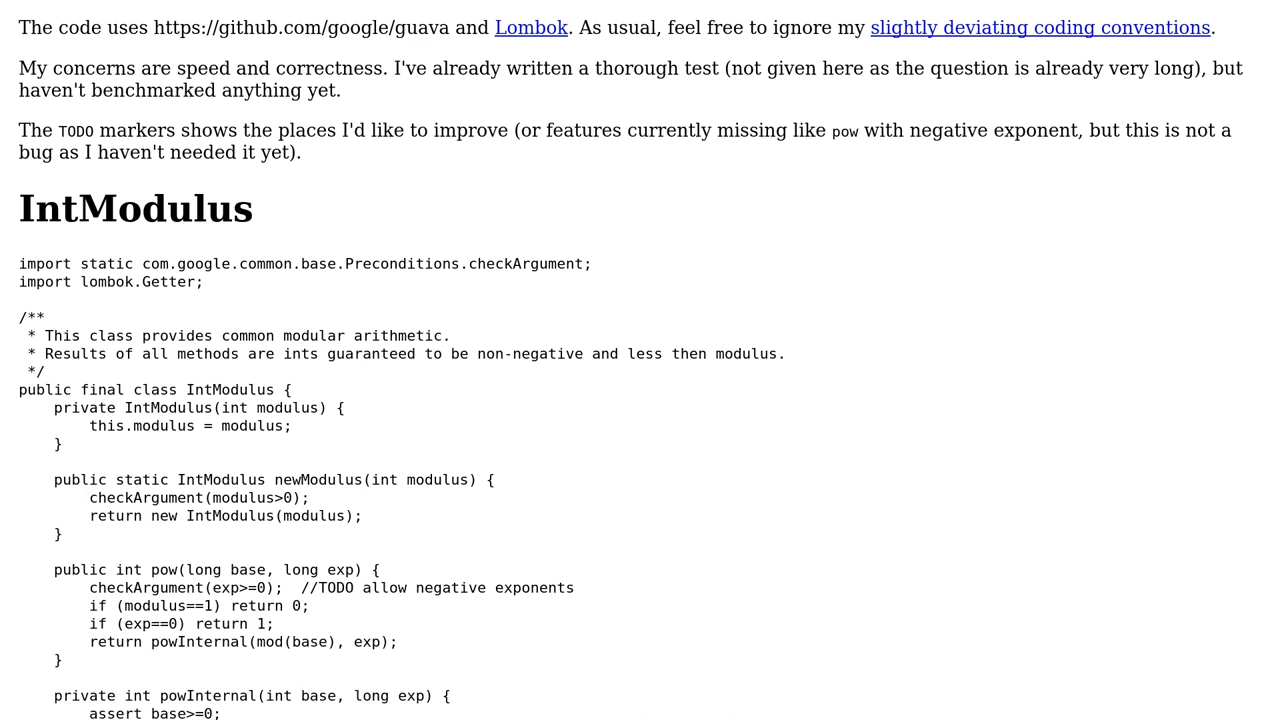 The code uses https://github.com/google/guava and Lombok. As usual, feel free to ignore my slightly deviating coding conventions.
My concerns are speed and correctness. I've already written a thorough test (not given here as the question is already very long), but
haven't benchmarked anything yet.
The TODO markers shows the places I'd like to improve (or features currently missing like pow with negative exponent, but this is not a
bug as I haven't needed it yet).
IntModulus
import static com.google.common.base.Preconditions.checkArgument;
import lombok.Getter;
/**
 * This class provides common modular arithmetic.
 * Results of all methods are ints guaranteed to be non-negative and less then modulus.
 */
public final class IntModulus {
    private IntModulus(int modulus) {
        this.modulus = modulus;
    }
    public static IntModulus newModulus(int modulus) {
        checkArgument(modulus>0);
        return new IntModulus(modulus);
    }
    public int pow(long base, long exp) {
        checkArgument(exp>=0);  //TODO allow negative exponents
        if (modulus==1) return 0;
        if (exp==0) return 1;
        return powInternal(mod(base), exp);
    }
    private int powInternal(int base, long exp) {
        assert base>=0;